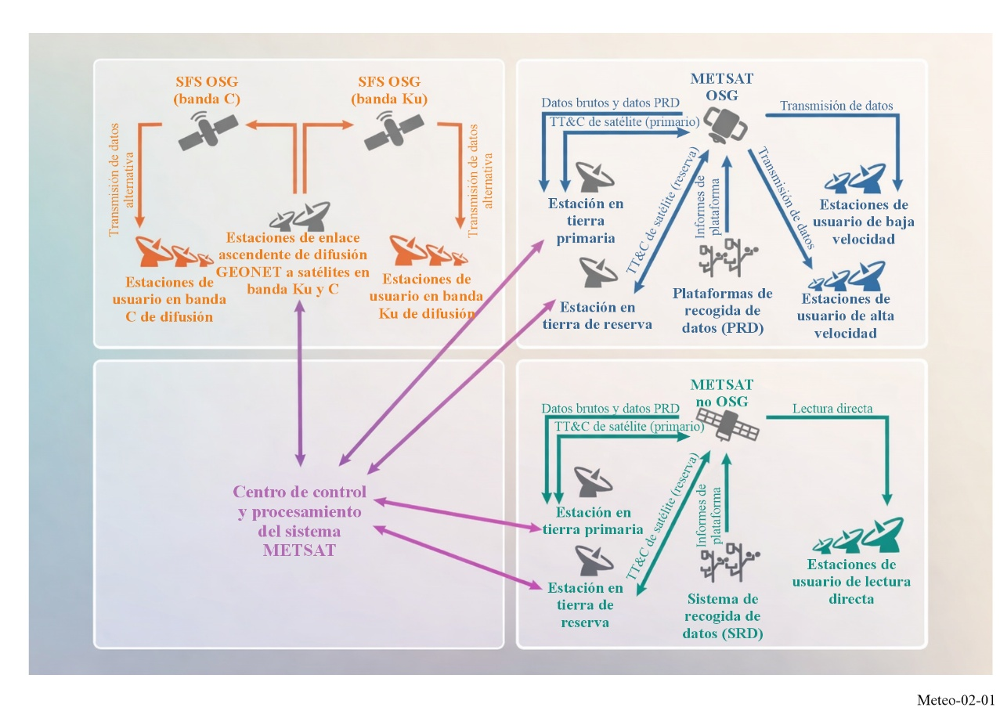 SFS OSG
(banda C)
SFS OSG
(banda Ku)
Transmisión de datos
alternativa
Transmisión de datos
alternativa
Estaciones de enlace
ascendente de difusión
GEONET a satélites en
banda Ku y C
Estaciones de
usuario en banda
C de difusión
Estaciones de
usuario en banda
Ku de difusión
METSAT
OSG
Datos brutos y datos PRD
TT&C de satélite (primario)
Transmisión de datos
Estación en
tierra
primaria
TT&C de satélite (reserva)
Informes de
plataforma
Transmisión de datos
Estaciones de
usuario de baja
velocidad
Estación en
tierra de reserva
Plataformas de
recogida de
datos (PRD)
Estaciones de
usuario de alta
velocidad
Centro de control
y procesamiento
del sistema
METSAT
METSAT
no OSG
Datos brutos y datos PRD
TT&C de satélite (primario)
Lectura directa
Estación en
tierra primaria
TT&C de satélite (reserva)
Informes de
plataforma
Estación en
tierra de
reserva
Sistema de
recogida de
datos (SRD)
Estaciones de
usuario de lectura
directa
Meteo-02-01